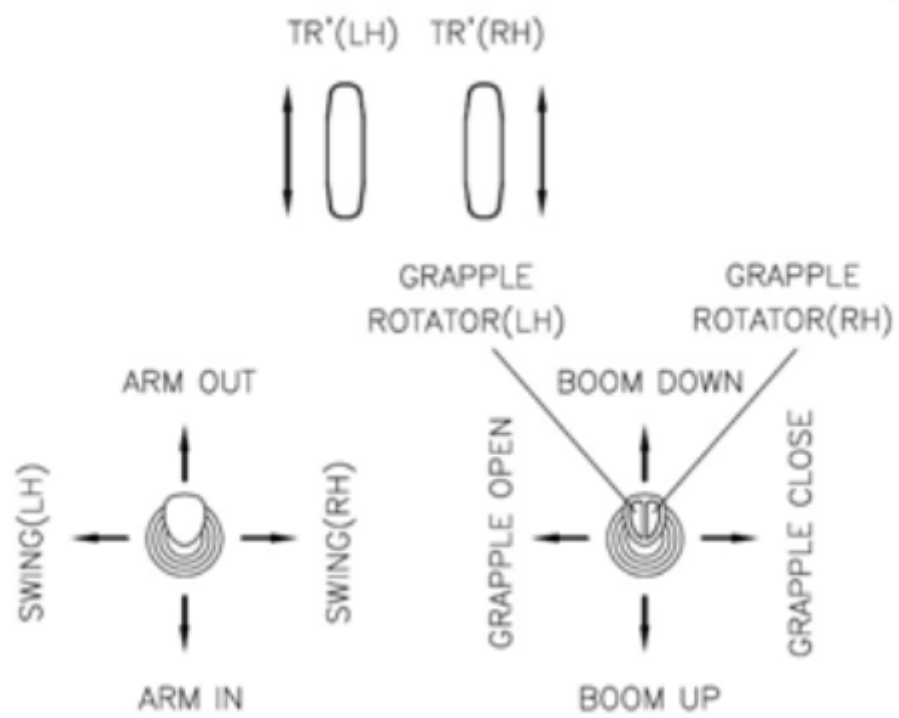 TR'(LH) TR'(RH)
GRAPPLE
ROTATOR(LH)
GRAPPLE
ROTATOR(RH)
ARM OUT
SWING(LH)
SWING(RH)
ARM IN
BOOM DOWN
GRAPPLE OPEN
GRAPPLE CLOSE
BOOM UP